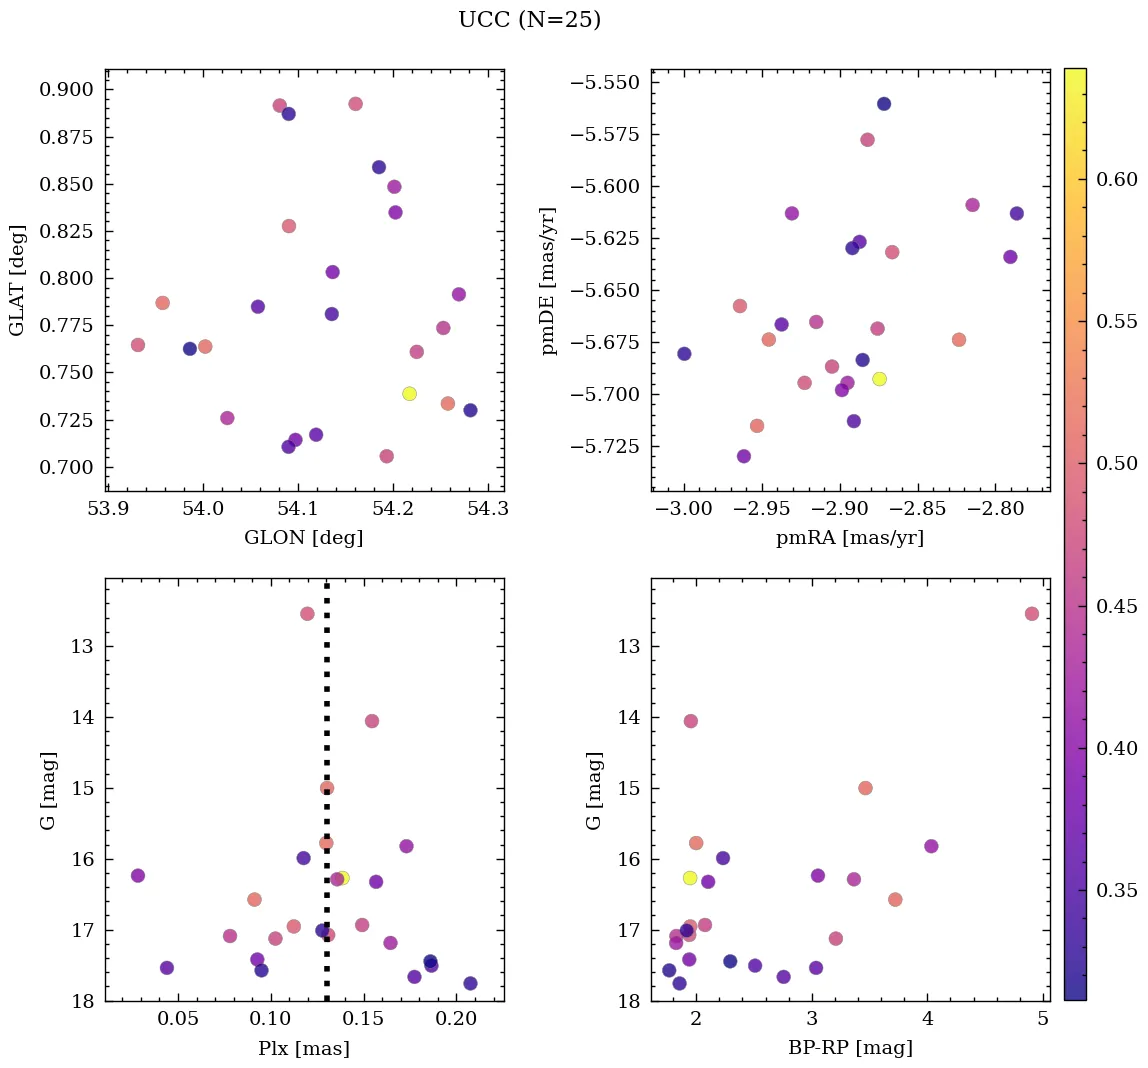 UCC (N=25)
0.900
0.875
0.850
0.825
0.800
0.775
0.750
0.725
0.700
GLAT [deg]
53.9 54.0 54.1 54.2 54.3
GLON [deg]
−5.550
−5.575
−5.600
−5.625
−5.650
−5.675
−5.700
−5.725
pmDE [mas/yr]
−3.00 −2.95 −2.90 −2.85 −2.80
pmRA [mas/yr]
13
14
15
16
17
18
G [mag]
0.05 0.10 0.15 0.20
Plx [mas]
13
14
15
16
17
18
G [mag]
2 3 4 5
BP-RP [mag]
0.60
0.55
0.50
0.45
0.40
0.35